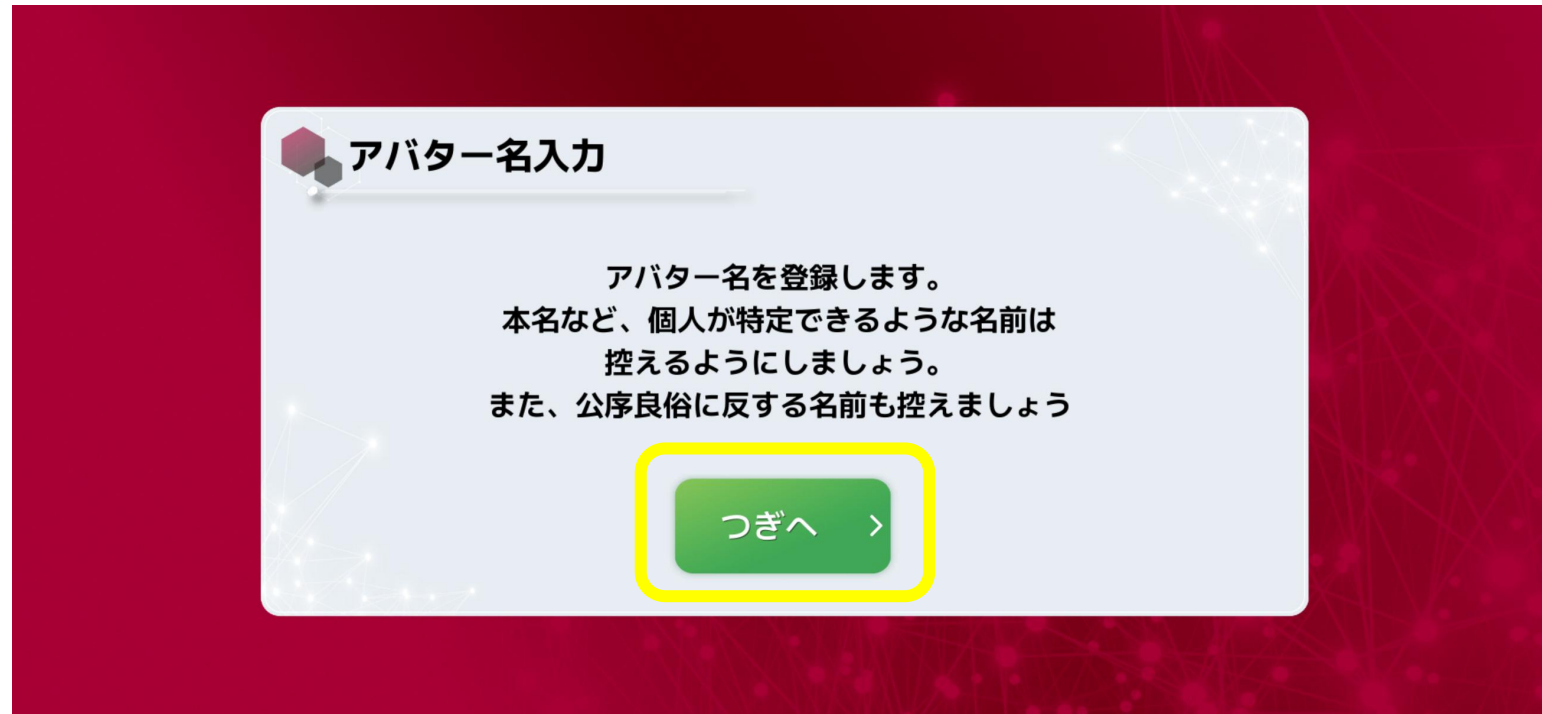 アバター名入力
アバター名を登録します。
本名など、個人が特定できるような名前は
控えるようにしましょう。
また、公序良俗に反する名前も控えましょう
つぎへ